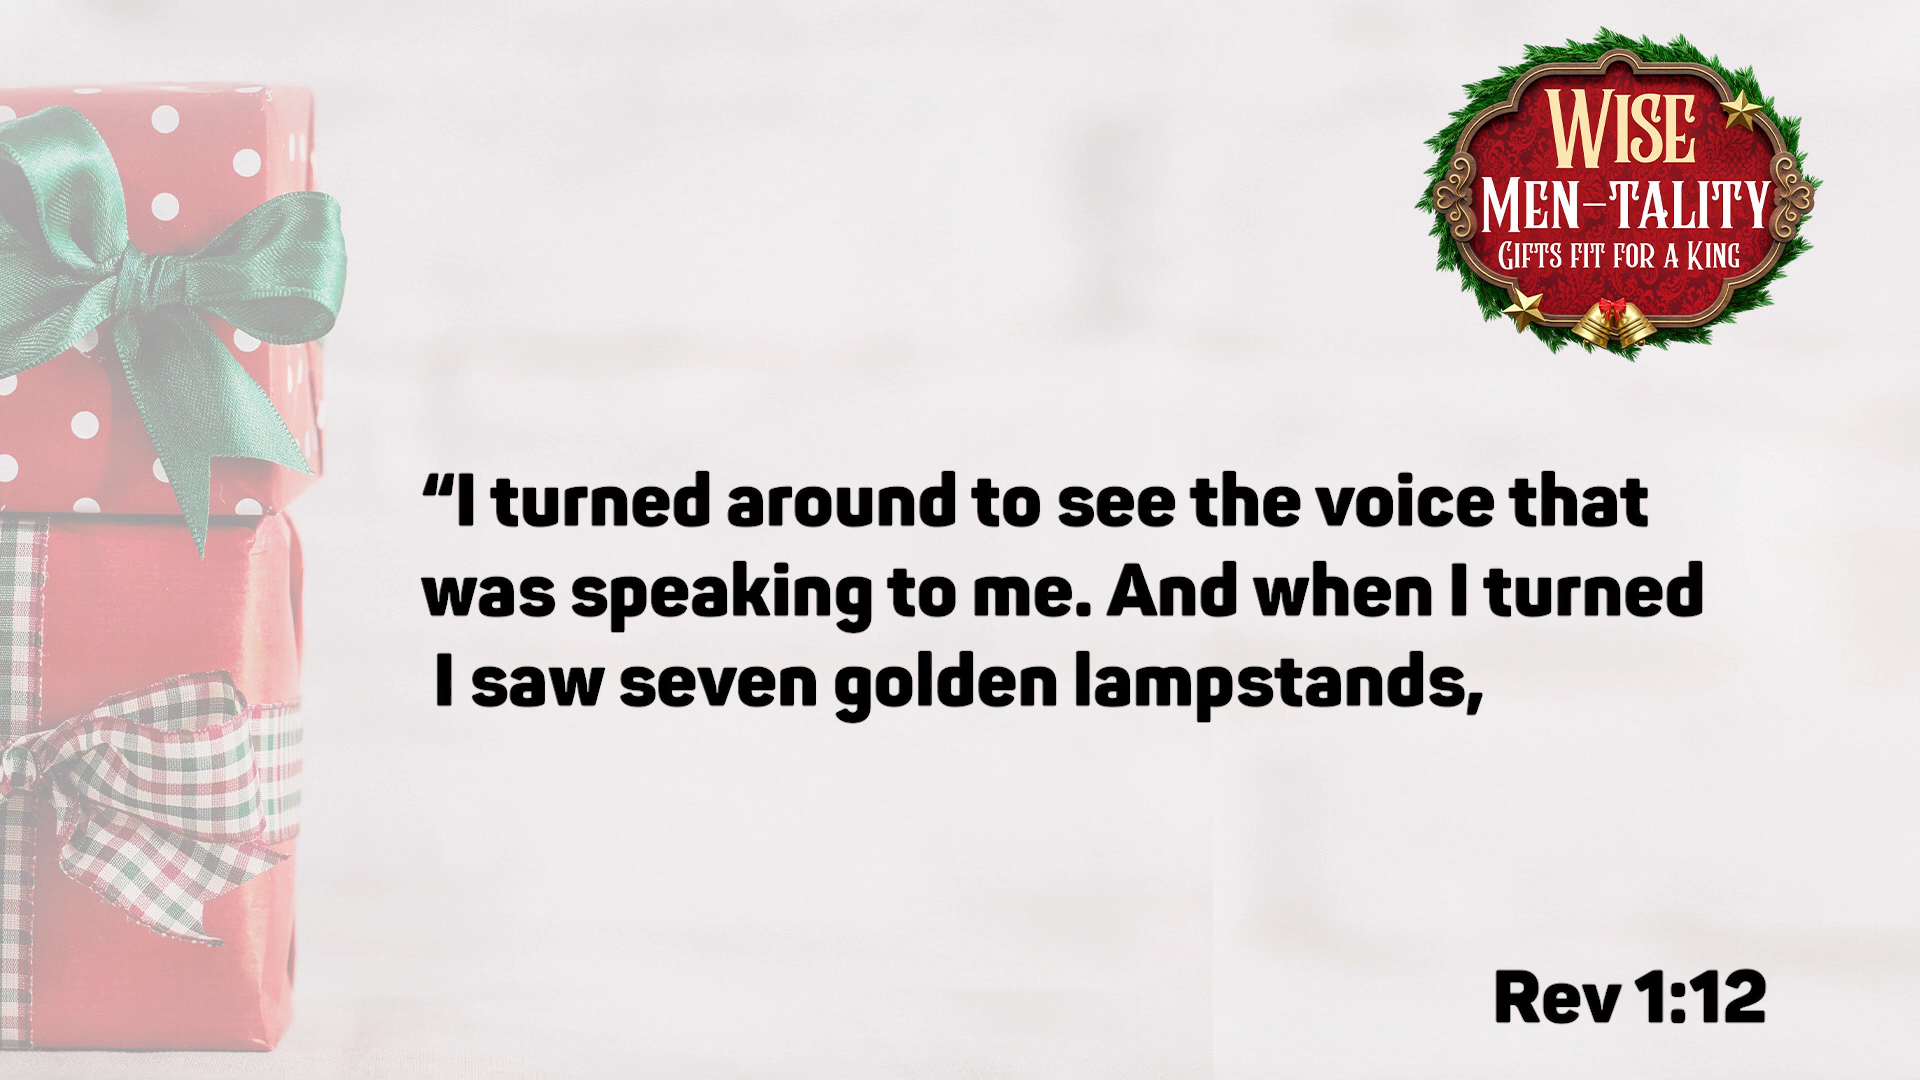 WISE
MEN-TALITY
GIFTS FIT FOR A KING
“I turned around to see the voice that
was speaking to me. And when I turned
I saw seven golden lampstands,
Rev 1:12